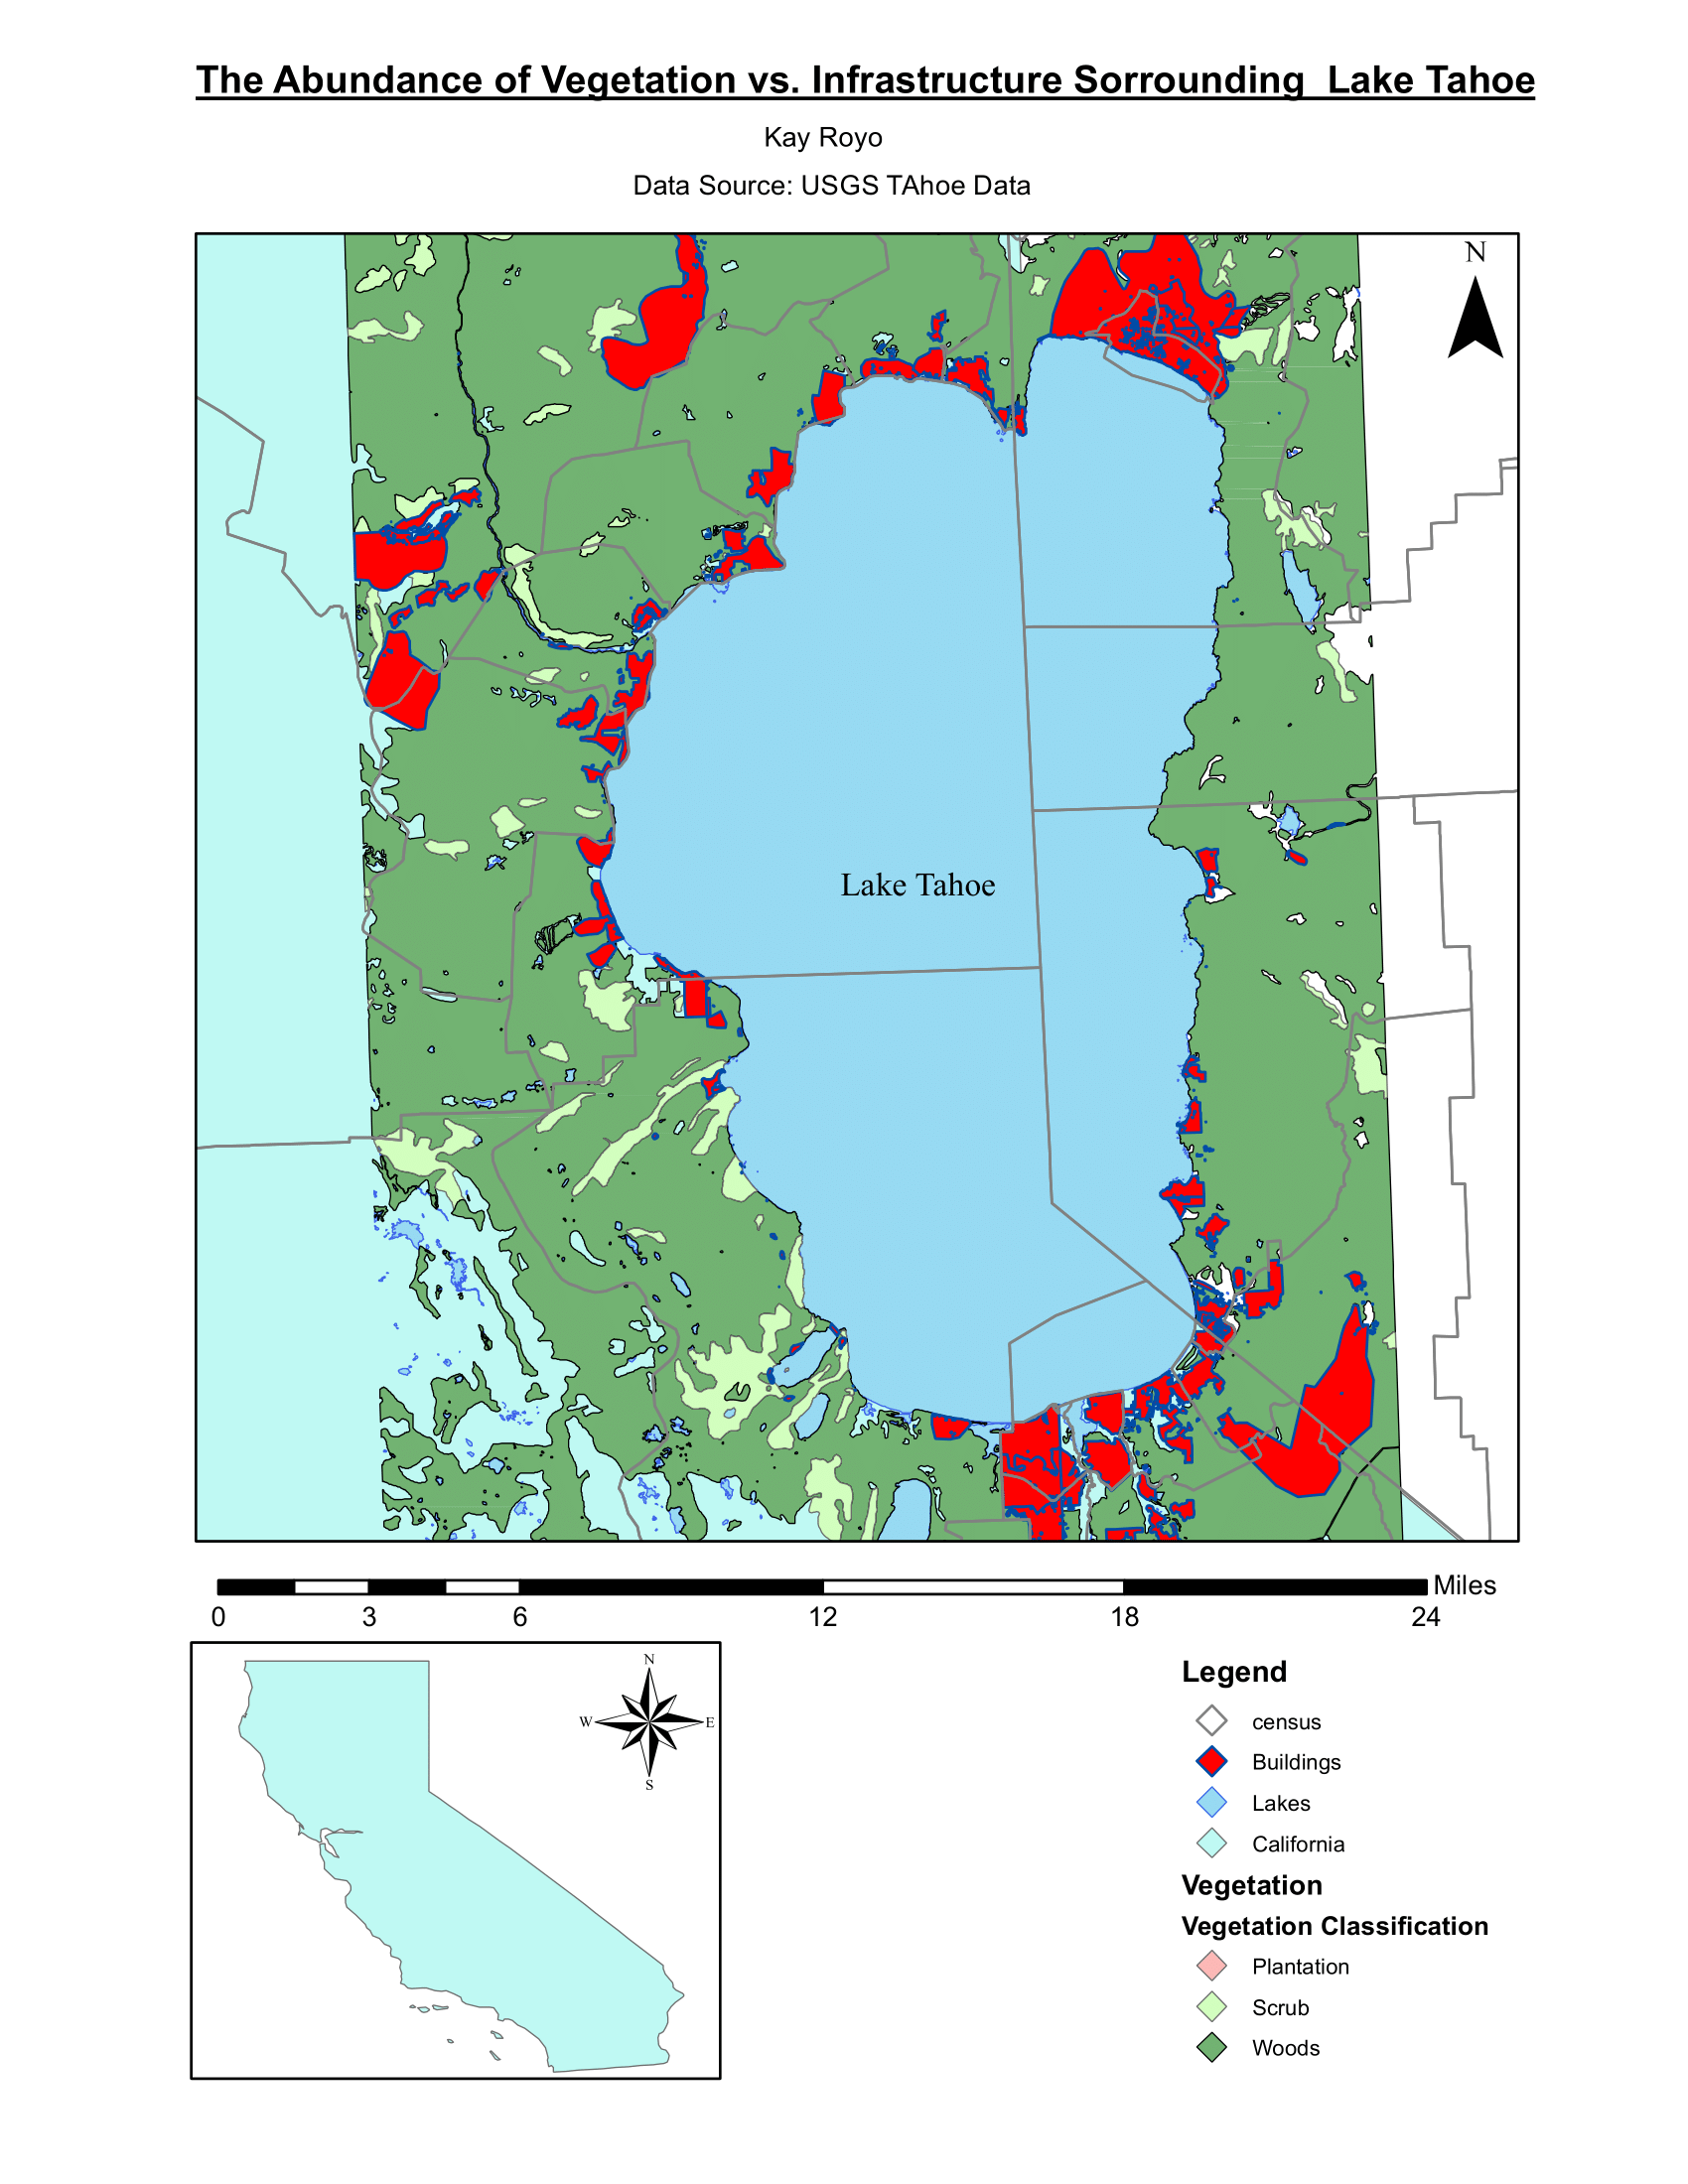 The Abundance of Vegetation vs. Infrastructure Sorrounding  Lake Tahoe
Kay Royo
Data Source: USGS TAhoe Data
N
Lake Tahoe
Miles
0 3 6 12 18 24
N
W E
S
Legend
census
Buildings
Lakes
California
Vegetation
Vegetation Classification
Plantation
Scrub
Woods